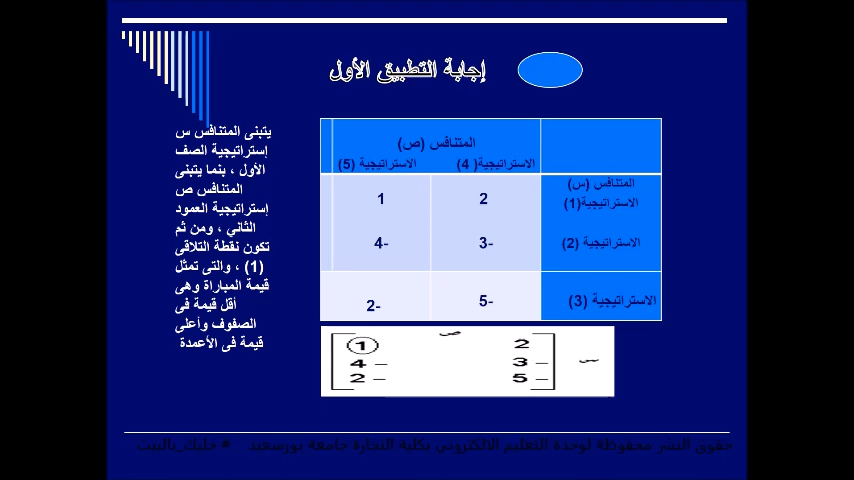 إجابة التطبيق الأول
يتبنى المتنافس س
إستراتيجية الصف
الأول ، بنما يتبنى
المتنافس ص
إستراتيجية العمود
الثاني ، ومن ثم
تكون نقطة التلاقى
(1) ، والتى تمثل
قيمة المباراة وهى
أقل قيمة فى
الصفوف وأعلى
قيمة فى الأعمدة
المتنافس (ص)
الاستراتيجية( 4) الاستراتيجية (5)
المتنافس (س)
الاستراتيجية(1) 2 1
الاستراتيجية (2) -3 -4
الاستراتيجية (3) -5 -2
ص
2 1
س
3 – 4 –
5 – 2 –
حقوق النشر محفوظة لوحدة التعليم الالكتروني بكلية التجارة جامعة بورسعيد # خليك_بالبيت